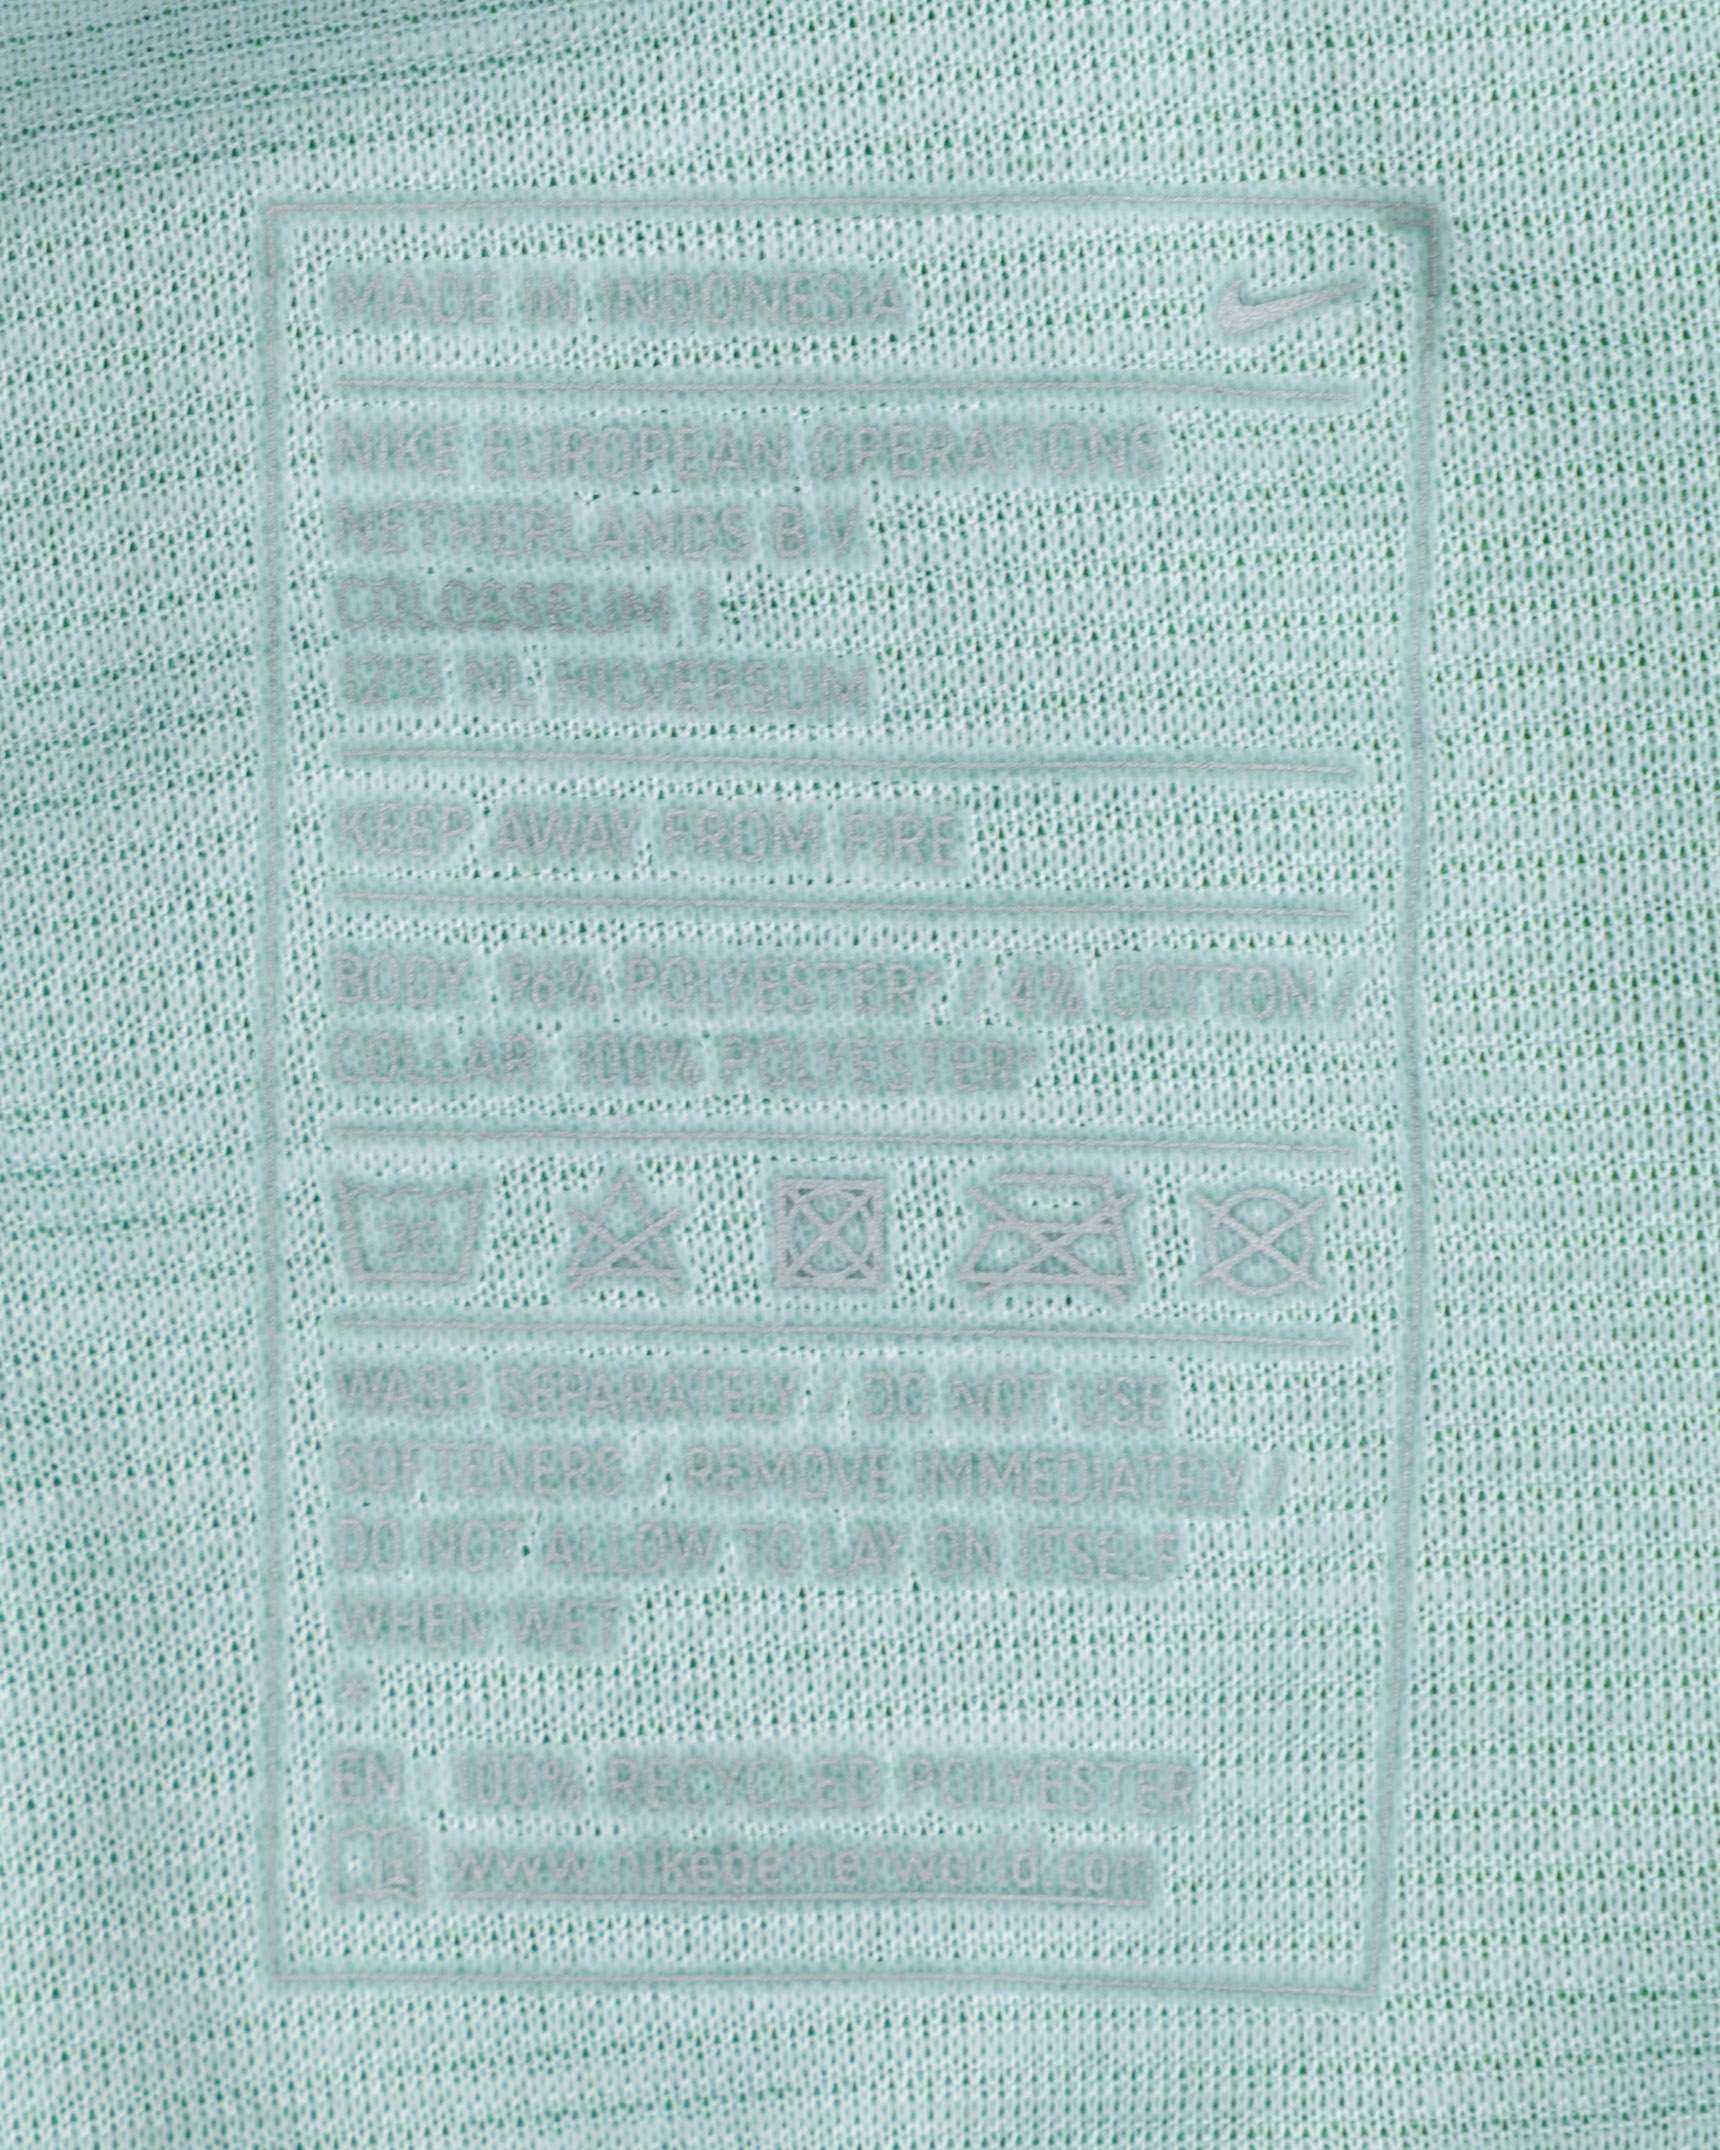 MADE IN INDONESIA
NIKE EUROPEAN OPERATIONS
NETHERLANDS B.V.
COLOSSEUM 1
1213 NL HILVERSUM
KEEP AWAY FROM FIRE
BODY: 96% POLYESTER* / 4% COTTON /
COLLAR: 100% POLYESTER*
30
WASH SEPARATELY / DO NOT USE
SOFTENERS / REMOVE IMMEDIATELY /
DO NOT ALLOW TO LAY ON ITSELF
WHEN WET
*
EN : 100% RECYCLED POLYESTER
www.nikebetterworld.com